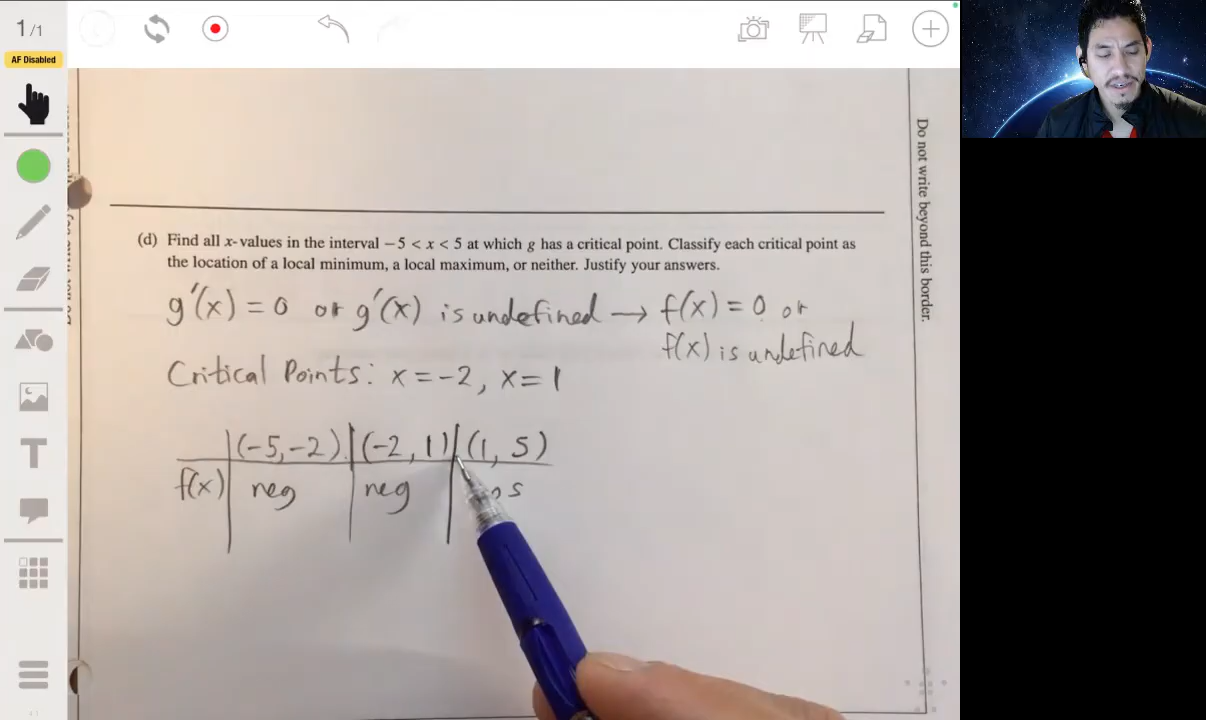 1/1
AF Disabled
T
Do not write beyond this border.
(d) Find all x-values in the interval −5 < x < 5 at which g has a critical point. Classify each critical point as
the location of a local minimum, a local maximum, or neither. Justify your answers.
g'(x) = 0 or g'(x) is undefined → f(x) = 0 or
f(x) is undefined
Critical Points: x = -2, x = 1
(-5,-2) (-2, 1) (1, 5)
f(x) neg neg